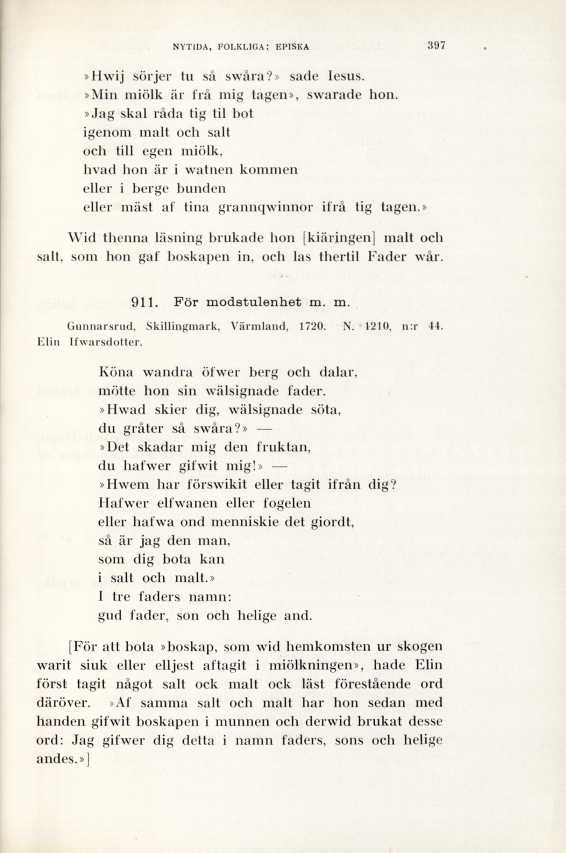 NYTIDA, FOLKLIGA: EPISKA 397
»Hwij sörjer tu så swåra?» sade Iesus.
»Min miölk är frå mig tagen», swarade hon.
»Jag skal råda tig til bot
igenom malt och salt
och till egen miölk,
hvad hon är i watnen kommen
eller i berge bunden
eller mäst af tina grannqwinnor ifrå tig tagen.»
Wid thenna läsning brukade hon [kiäringen] malt och
salt, som hon gaf boskapen in, och las thertil Fader wår.
911. För modstulenhet m. m.
Gunnarsrud, Skillingmark, Värmland, 1720. N. 1210, n:r 44.
Elin Ifwarsdotter.
Köna wandra öfwer berg och dalar,
mötte hon sin wälsignade fader.
»Hwad skier dig, wälsignade söta,
du gråter så swåra?» —
»Det skadar mig den fruktan,
du hafwer gifwit mig!» —
»Hwem har förswikit eller tagit ifrån dig?
Hafwer elfwanen eller fogelen
eller hafwa ond menniskie det giordt,
så är jag den man,
som dig bota kan
i salt och malt.»
I tre faders namn:
gud fader, son och helige and.
[För att bota »boskap, som wid hemkomsten ur skogen
warit siuk eller elljest aftagit i miölkningen», hade Elin
först tagit något salt ock malt ock läst förestående ord
däröver. »Af samma salt och malt har hon sedan med
handen gifwit boskapen i munnen och derwid brukat desse
ord: Jag gifwer dig detta i namn faders, sons och helige
andes.»]